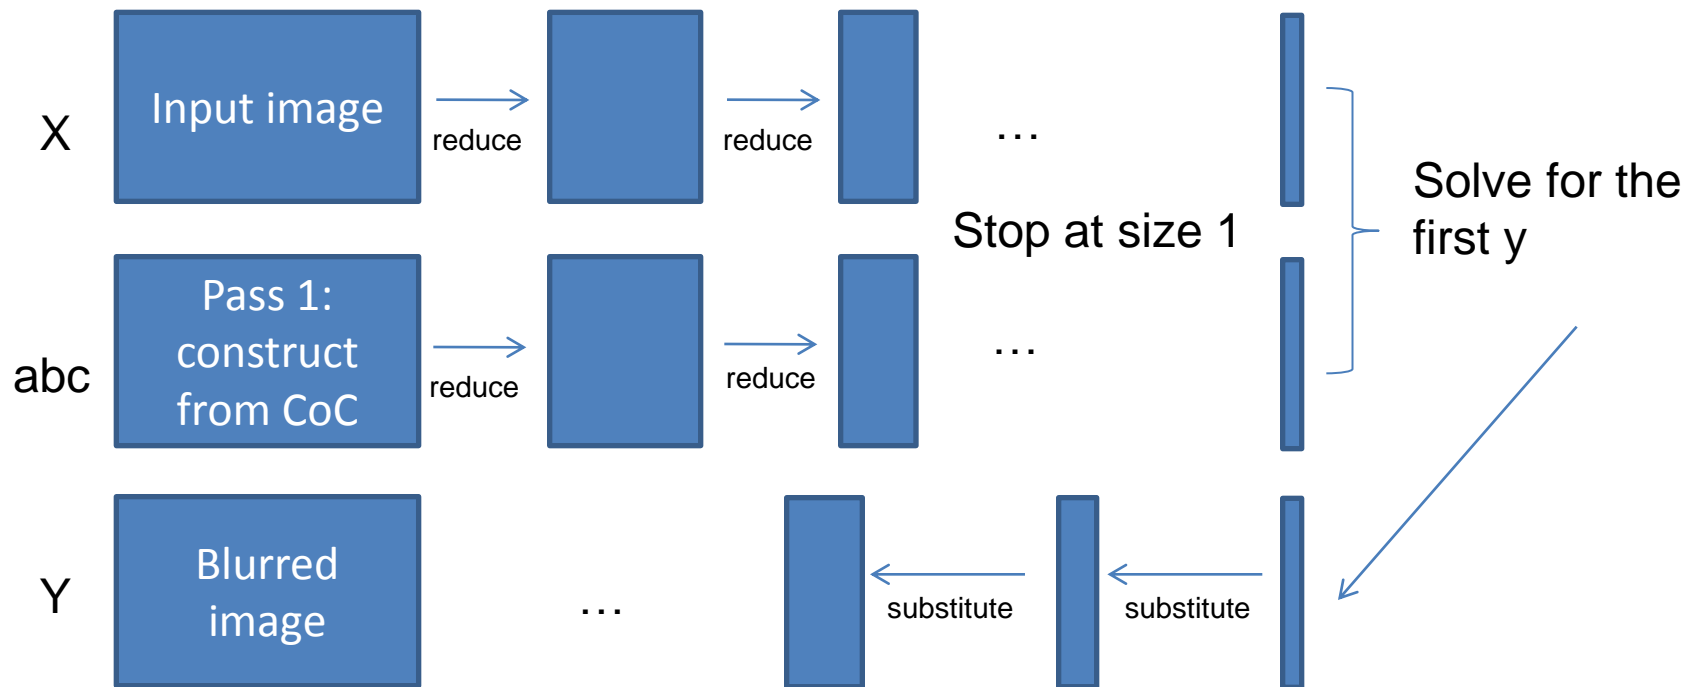 X
Input image
reduce
reduce
...
Stop at size 1
Solve for the
first y
abc
Pass 1:
construct
from CoC
reduce
reduce
...
Y
Blurred
image
...
substitute
substitute